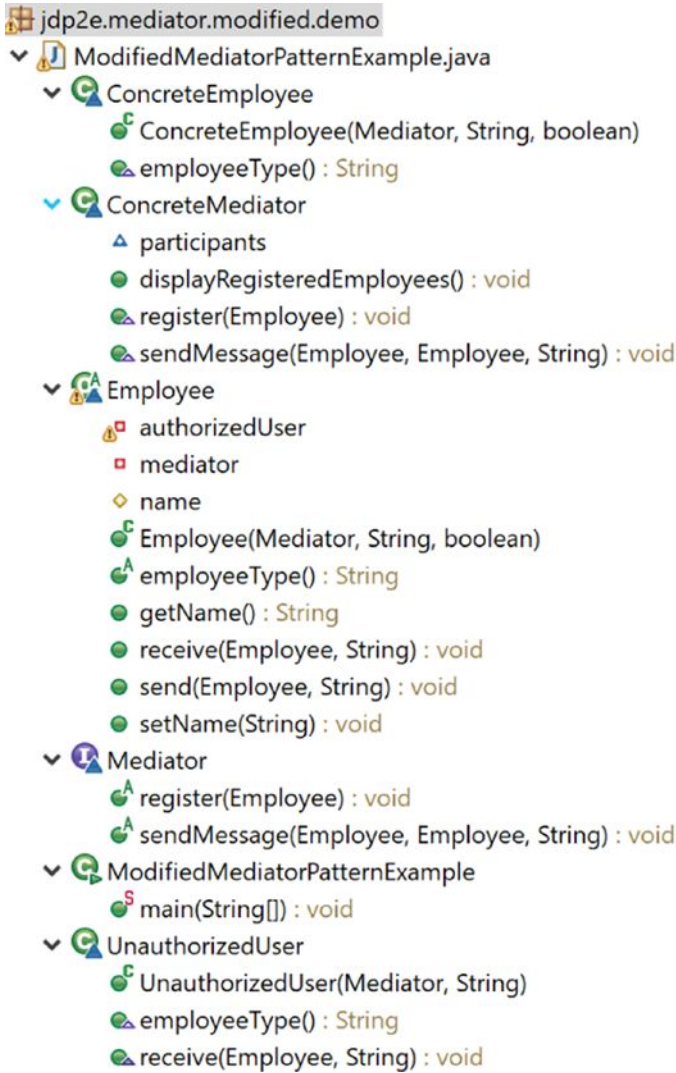 jdp2e.mediator.modified.demo
ModifiedMediatorPatternExample.java
ConcreteEmployee
ConcreteEmployee(Mediator, String, boolean)
employeeType() : String
ConcreteMediator
participants
displayRegisteredEmployees() : void
register(Employee) : void
sendMessage(Employee, Employee, String) : void
Employee
authorizedUser
mediator
name
Employee(Mediator, String, boolean)
employeeType() : String
getName() : String
receive(Employee, String) : void
send(Employee, String) : void
setName(String) : void
Mediator
register(Employee) : void
sendMessage(Employee, Employee, String) : void
ModifiedMediatorPatternExample
main(String[]) : void
UnauthorizedUser
UnauthorizedUser(Mediator, String)
employeeType() : String
receive(Employee, String) : void